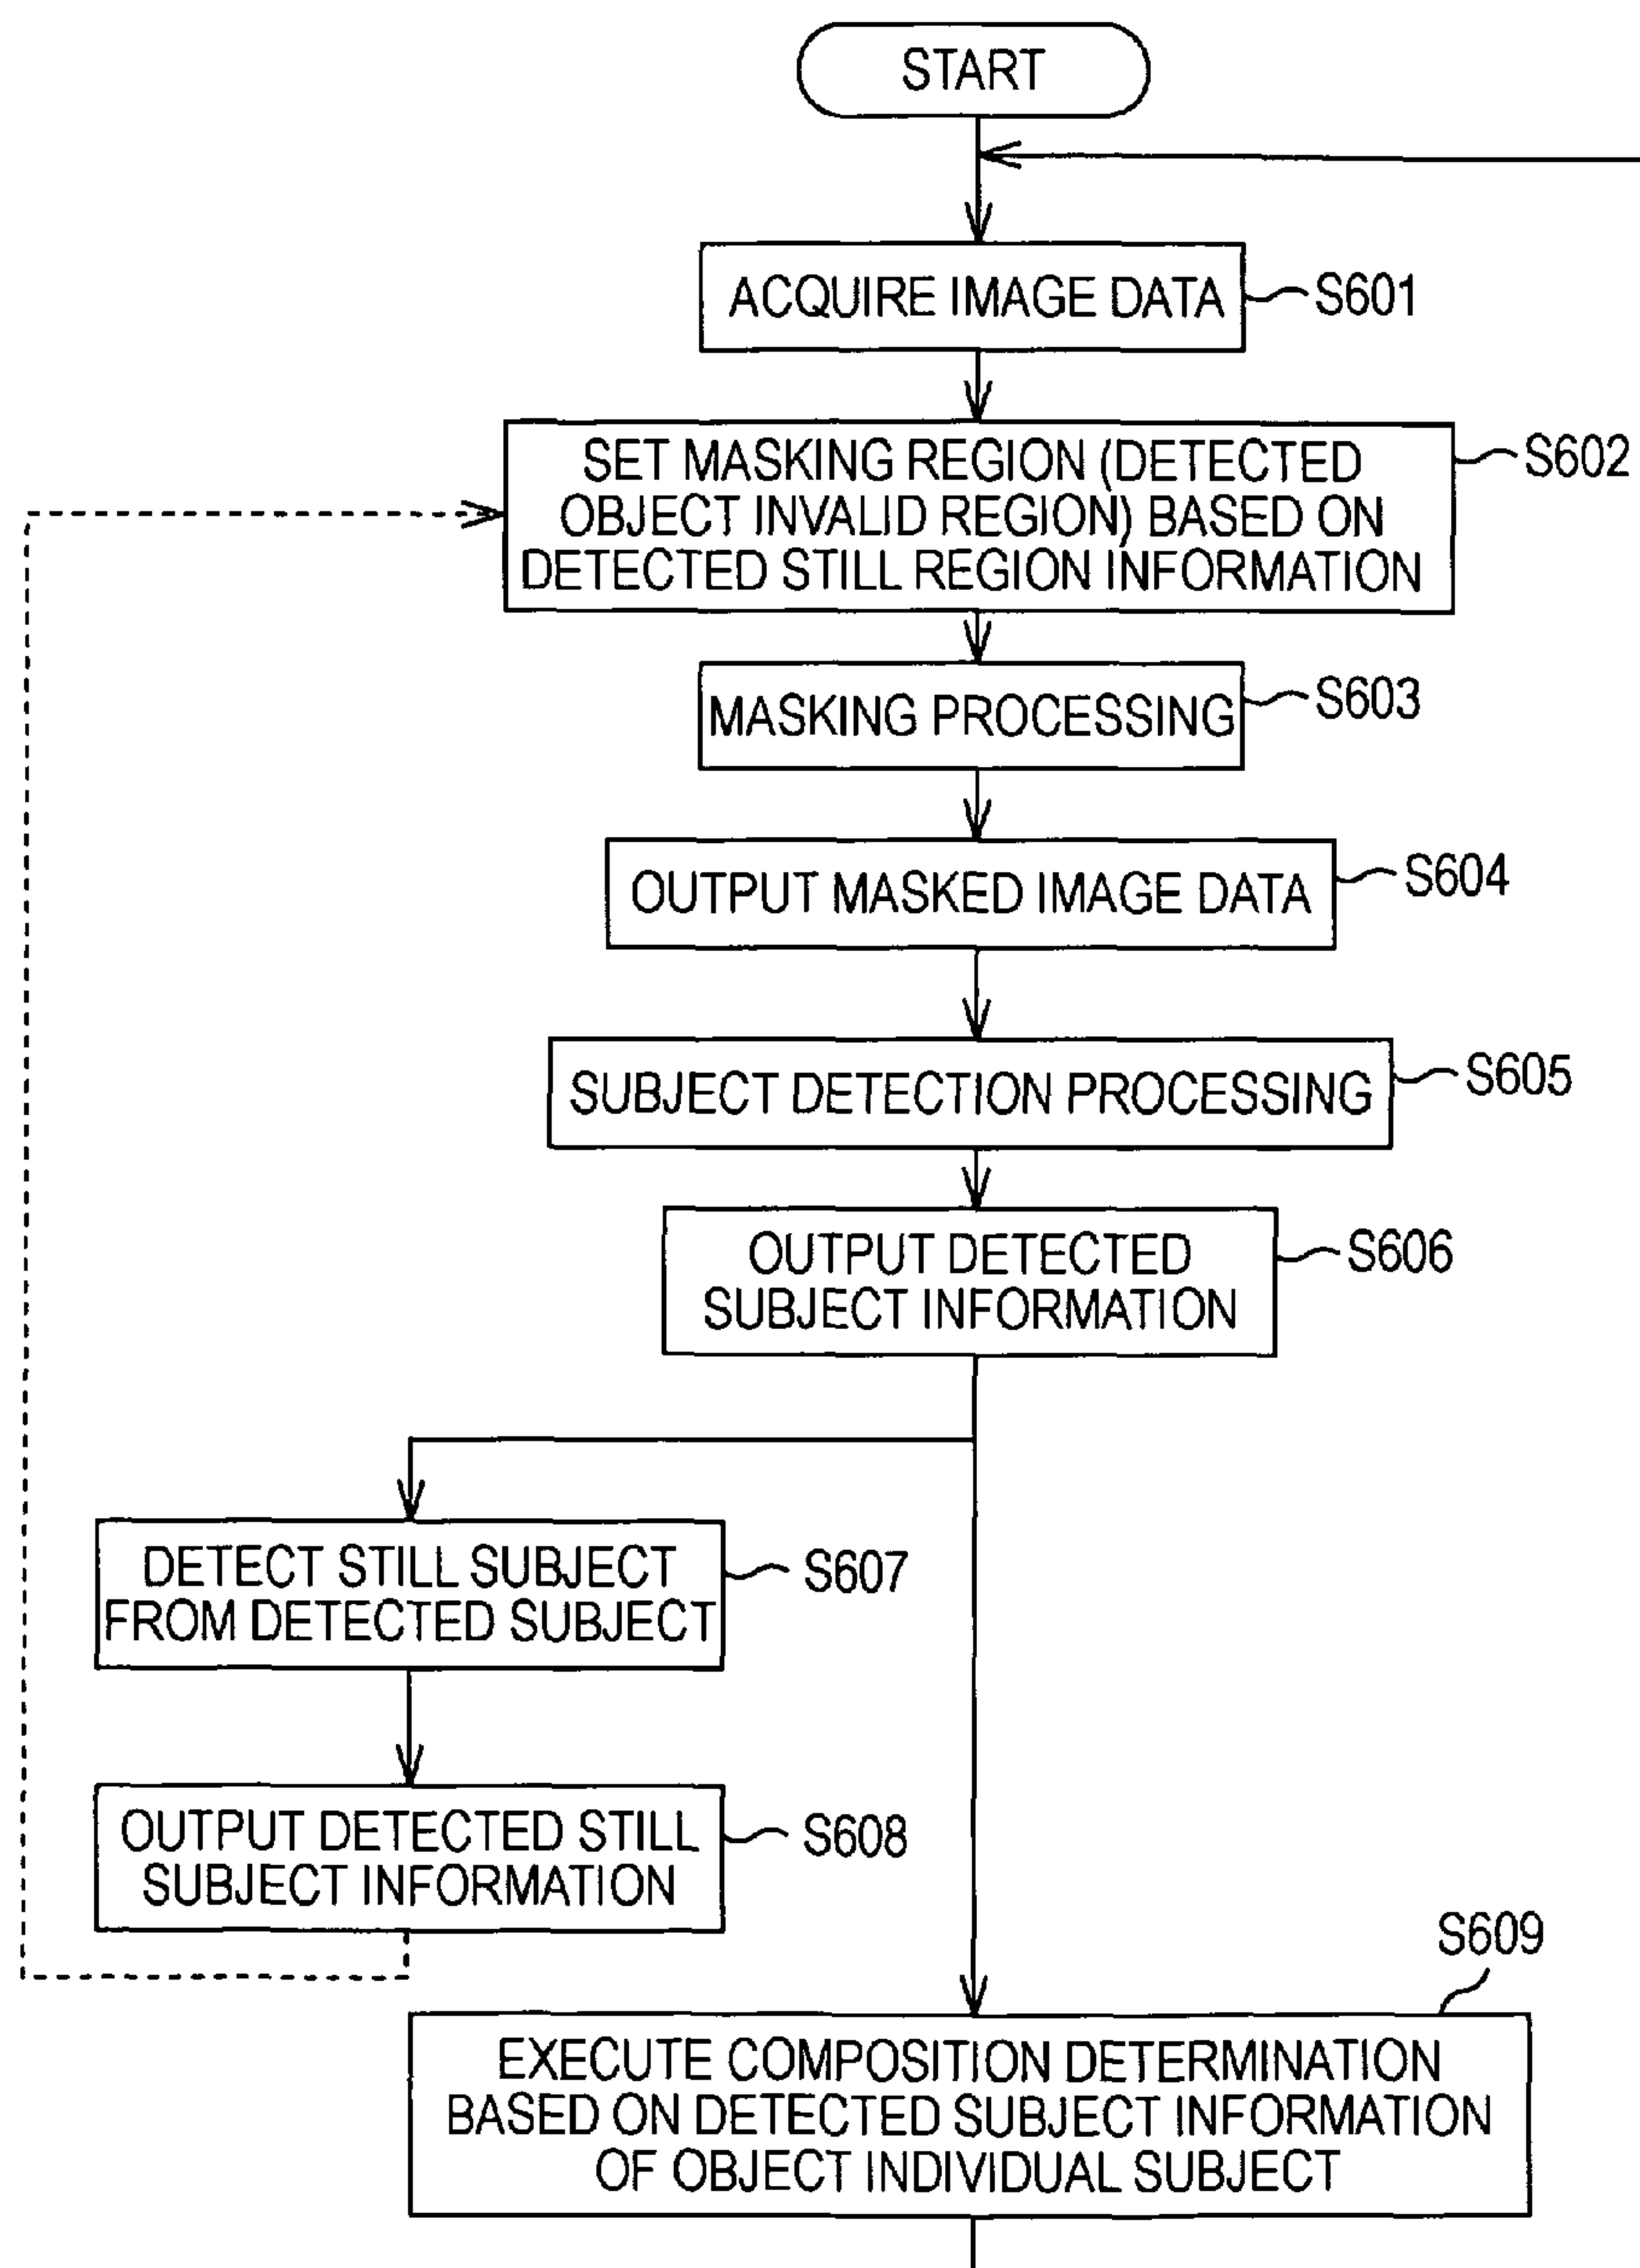 START
ACQUIRE IMAGE DATA
S601
SET MASKING REGION (DETECTED
OBJECT INVALID REGION) BASED ON
DETECTED STILL REGION INFORMATION
S602
MASKING PROCESSING
S603
OUTPUT MASKED IMAGE DATA
S604
SUBJECT DETECTION PROCESSING
S605
OUTPUT DETECTED
SUBJECT INFORMATION
S606
DETECT STILL SUBJECT
FROM DETECTED SUBJECT
S607
OUTPUT DETECTED STILL
SUBJECT INFORMATION
S608
S609
EXECUTE COMPOSITION DETERMINATION
BASED ON DETECTED SUBJECT INFORMATION
OF OBJECT INDIVIDUAL SUBJECT